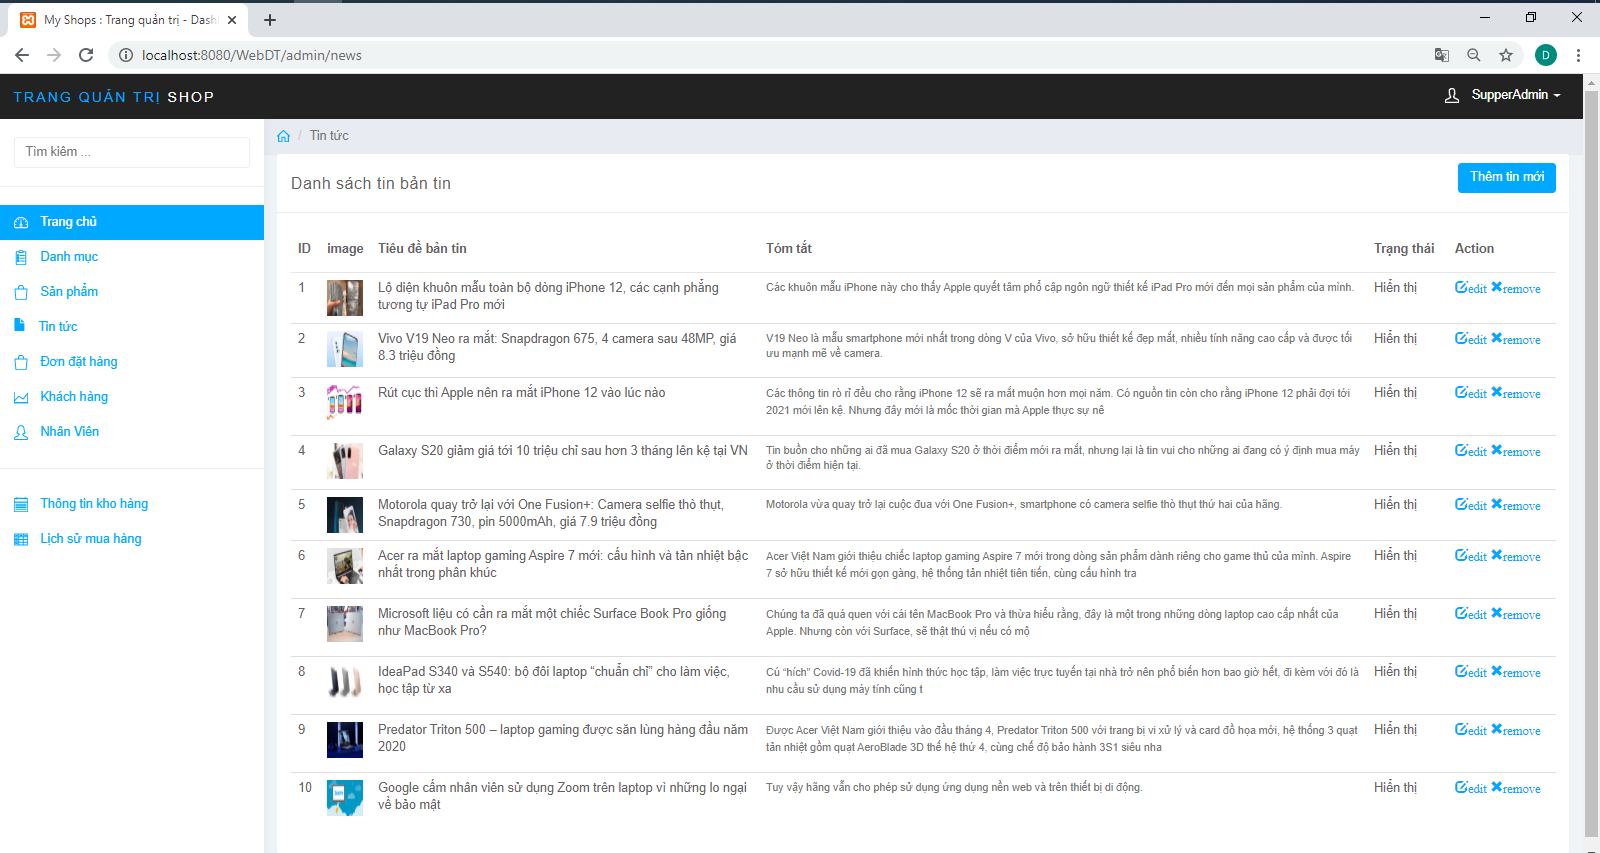 My Shops : Trang quản trị - Dash
localhost:8080/WebDT/admin/news
D
TRANG QUẢN TRỊ SHOP
SupperAdmin
Tìm kiêm ...
Tin tức
Trang chủ
Danh mục
Sản phẩm
Tin tức
Đơn đặt hàng
Khách hàng
Nhân Viên
Thông tin kho hàng
Lịch sử mua hàng
Danh sách tin bản tin
Thêm tin mới
ID image Tiêu đề bản tin Tóm tắt Trạng thái Action
1 Lộ diện khuôn mẫu toàn bộ dòng iPhone 12, các cạnh phẳng
tương tự iPad Pro mới
Các khuôn mẫu iPhone này cho thấy Apple quyết tâm phổ cập ngôn ngữ thiết kế iPad Pro mới đến mọi sản phẩm của mình.
Hiển thị edit remove
2 Vivo V19 Neo ra mắt: Snapdragon 675, 4 camera sau 48MP, giá
8.3 triệu đồng
V19 Neo là mẫu smartphone mới nhất trong dòng V của Vivo, sở hữu thiết kế đẹp mắt, nhiều tính năng cao cấp và được tối
ưu mạnh mẽ về camera.
Hiển thị edit remove
3 Rút cục thì Apple nên ra mắt iPhone 12 vào lúc nào
Các thông tin rò rỉ đều cho rằng iPhone 12 sẽ ra mắt muộn hơn mọi năm. Có nguồn tin còn cho rằng iPhone 12 phải đợi tới
2021 mới lên kệ. Nhưng đây mới là mốc thời gian mà Apple thực sự nê
Hiển thị edit remove
4 Galaxy S20 giảm giá tới 10 triệu chỉ sau hơn 3 tháng lên kệ tại VN
Tin buồn cho những ai đã mua Galaxy S20 ở thời điểm mới ra mắt, nhưng lại là tin vui cho những ai đang có ý định mua máy
ở thời điểm hiện tại.
Hiển thị edit remove
5 Motorola quay trở lại với One Fusion+: Camera selfie thò thụt,
Snapdragon 730, pin 5000mAh, giá 7.9 triệu đồng
Motorola vừa quay trở lại cuộc đua với One Fusion+, smartphone có camera selfie thò thụt thứ hai của hãng.
Hiển thị edit remove
6 Acer ra mắt laptop gaming Aspire 7 mới: cấu hình và tản nhiệt bậc
nhất trong phân khúc
Acer Việt Nam giới thiệu chiếc laptop gaming Aspire 7 mới trong dòng sản phẩm dành riêng cho game thủ của mình. Aspire
7 sở hữu thiết kế mới gọn gàng, hệ thống tản nhiệt tiên tiến, cùng cấu hình tra
Hiển thị edit remove
7 Microsoft liệu có cần ra mắt một chiếc Surface Book Pro giống
như MacBook Pro?
Chúng ta đã quá quen với cái tên MacBook Pro và thừa hiểu rằng, đây là một trong những dòng laptop cao cấp nhất của
Apple. Nhưng còn với Surface, sẽ thật thú vị nếu có mộ
Hiển thị edit remove
8 IdeaPad S340 và S540: bộ đôi laptop “chuẩn chỉ” cho làm việc,
học tập từ xa
Cú “hích” Covid-19 đã khiến hình thức học tập, làm việc trực tuyến tại nhà trở nên phổ biến hơn bao giờ hết, đi kèm với đó là
nhu cầu sử dụng máy tính cũng t
Hiển thị edit remove
9 Predator Triton 500 – laptop gaming được săn lùng hàng đầu năm
2020
Được Acer Việt Nam giới thiệu vào đầu tháng 4, Predator Triton 500 với trang bị vi xử lý và card đồ họa mới, hệ thống 3 quạt
tản nhiệt gồm quạt AeroBlade 3D thế hệ thứ 4, cùng chế độ bảo hành 3S1 siêu nha
Hiển thị edit remove
10 Google cấm nhân viên sử dụng Zoom trên laptop vì những lo ngại
về bảo mật
Tuy vậy hãng vẫn cho phép sử dụng ứng dụng nền web và trên thiết bị di động.
Hiển thị edit remove